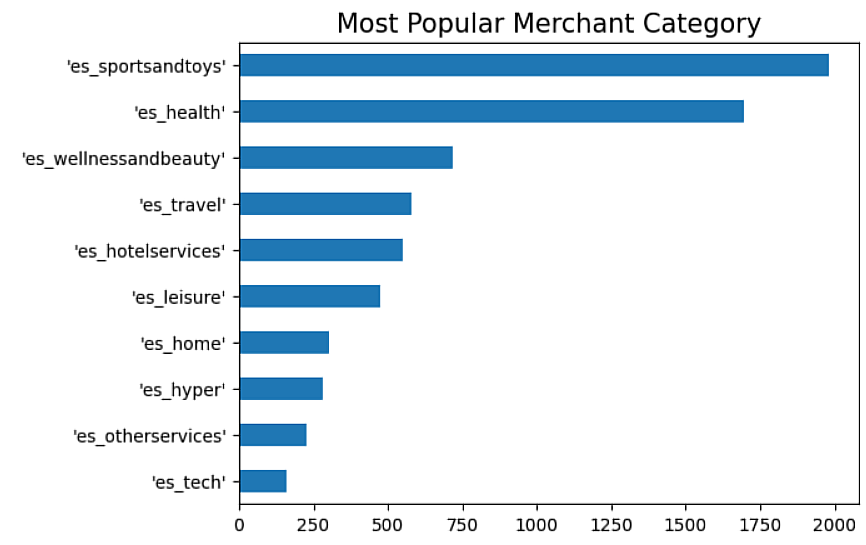 Most Popular Merchant Category
'es_sportsandtoys'
'es_health'
'es_wellnessandbeauty'
'es_travel'
'es_hotelservices'
'es_leisure'
'es_home'
'es_hyper'
'es_otherservices'
'es_tech'
0 250 500 750 1000 1250 1500 1750 2000